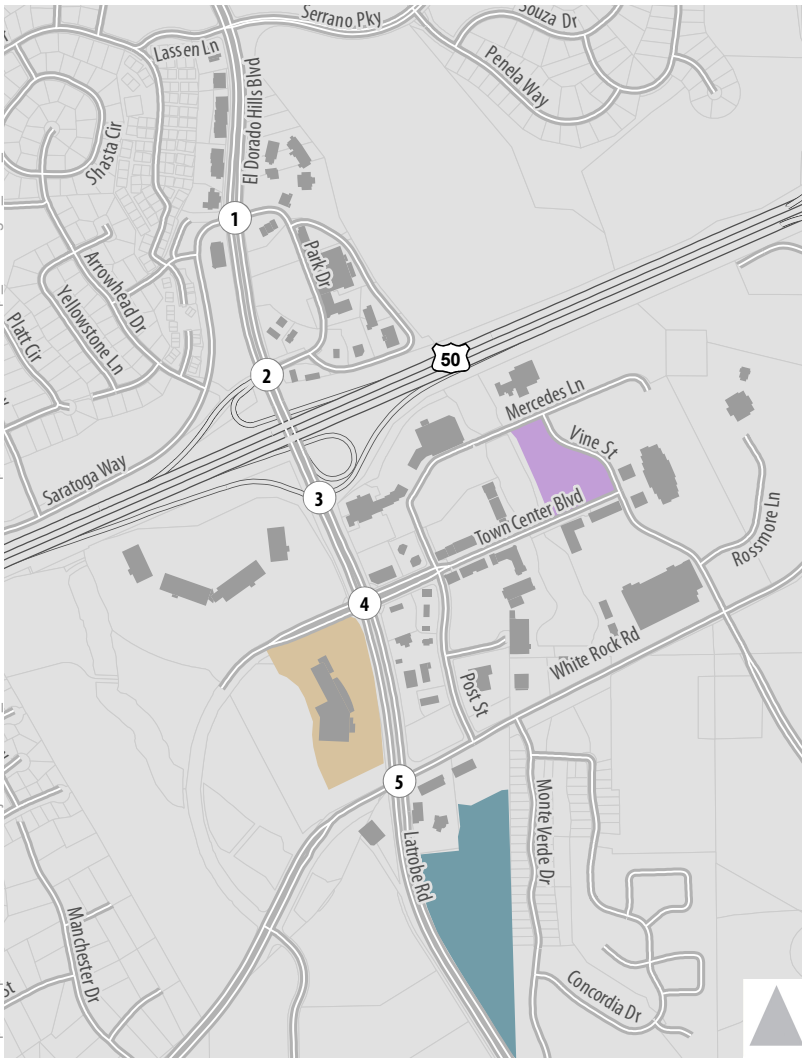 Serrano Pky
Souza Dr
Lassen Ln
Penela Way
El Dorado Hills Blvd
Shasta Cir
1
Park Dr
Arrowhead Dr
Yellowstone Ln
Platt Cir
50
2
Mercedes Ln
Vine St
Saratoga Way
3
Town Center Blvd
Rossmore Ln
4
White Rock Rd
Post St
5
Monte Verde Dr
Latrobe Rd
Manchester Dr
Concordia Dr
St